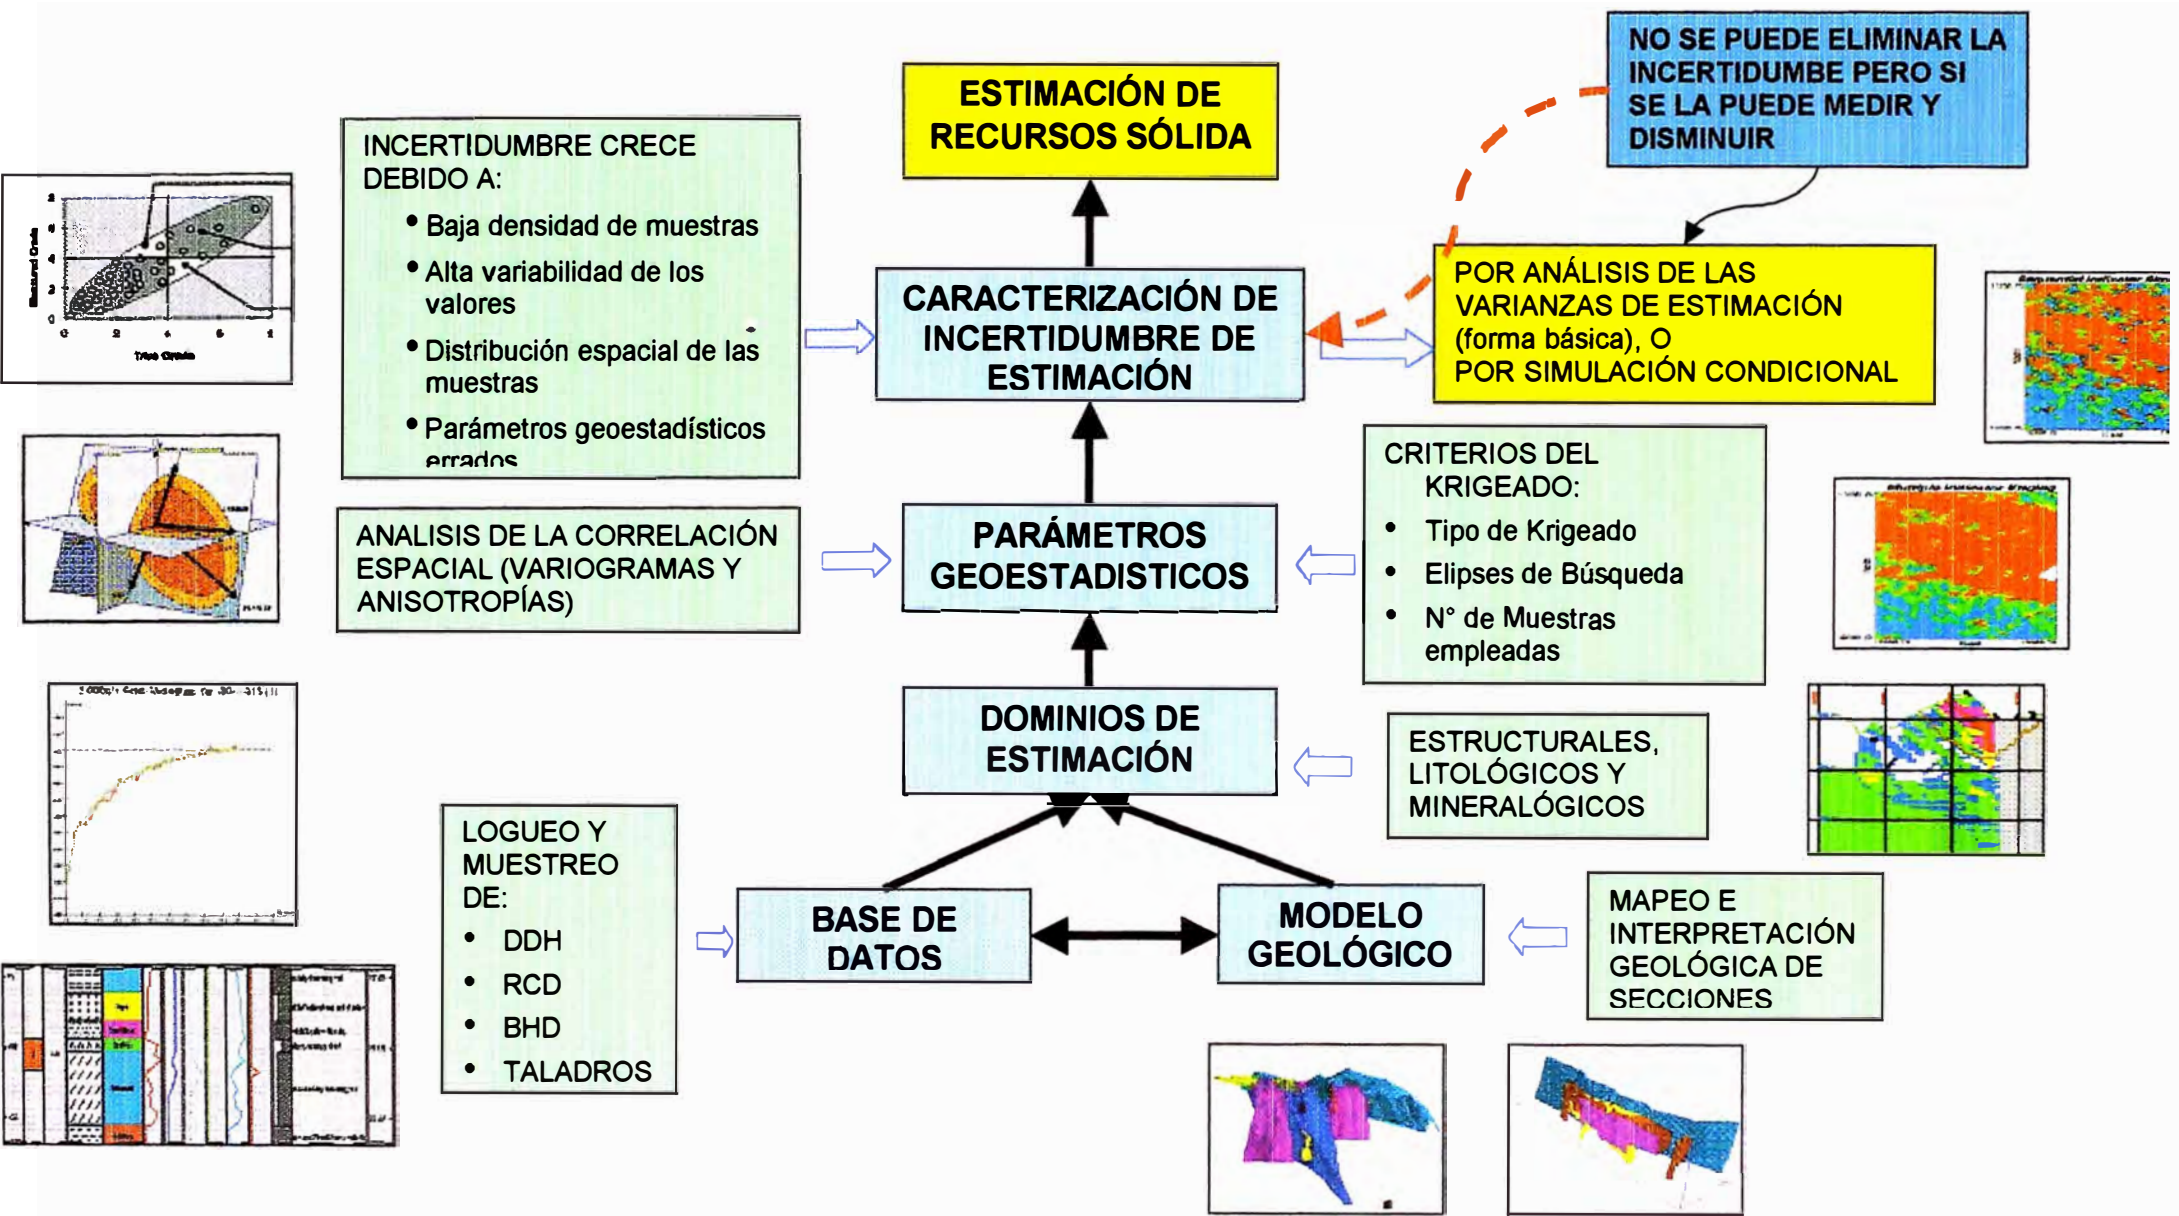 NO SE PUEDE ELIMINAR LA
INCERTIDUMBE PERO SI
SE LA PUEDE MEDIR Y
DISMINUIR
ESTIMACIÓN DE
RECURSOS SÓLIDA
INCERTIDUMBRE CRECE
DEBIDO A:
• Baja densidad de muestras
• Alta variabilidad de los
valores
• Distribución espacial de las
muestras
• Parámetros geoestadísticos
errados
CARACTERIZACIÓN DE
INCERTIDUMBRE DE
ESTIMACIÓN
POR ANÁLISIS DE LAS
VARIANZAS DE ESTIMACIÓN
(forma básica), O
POR SIMULACIÓN CONDICIONAL
ANALISIS DE LA CORRELACIÓN
ESPACIAL (VARIOGRAMAS Y
ANISOTROPÍAS)
PARÁMETROS
GEOESTADISTICOS
CRITERIOS DEL
KRIGEADO:
• Tipo de Krigeado
• Elipses de Búsqueda
• N° de Muestras
empleadas
DOMINIOS DE
ESTIMACIÓN
ESTRUCTURALES,
LITOLÓGICOS Y
MINERALÓGICOS
LOGUEO Y
MUESTREO
DE:
• DDH
• RCD
• BHD
• TALADROS
BASE DE
DATOS
MODELO
GEOLÓGICO
MAPEO E
INTERPRETACIÓN
GEOLÓGICA DE
SECCIONES